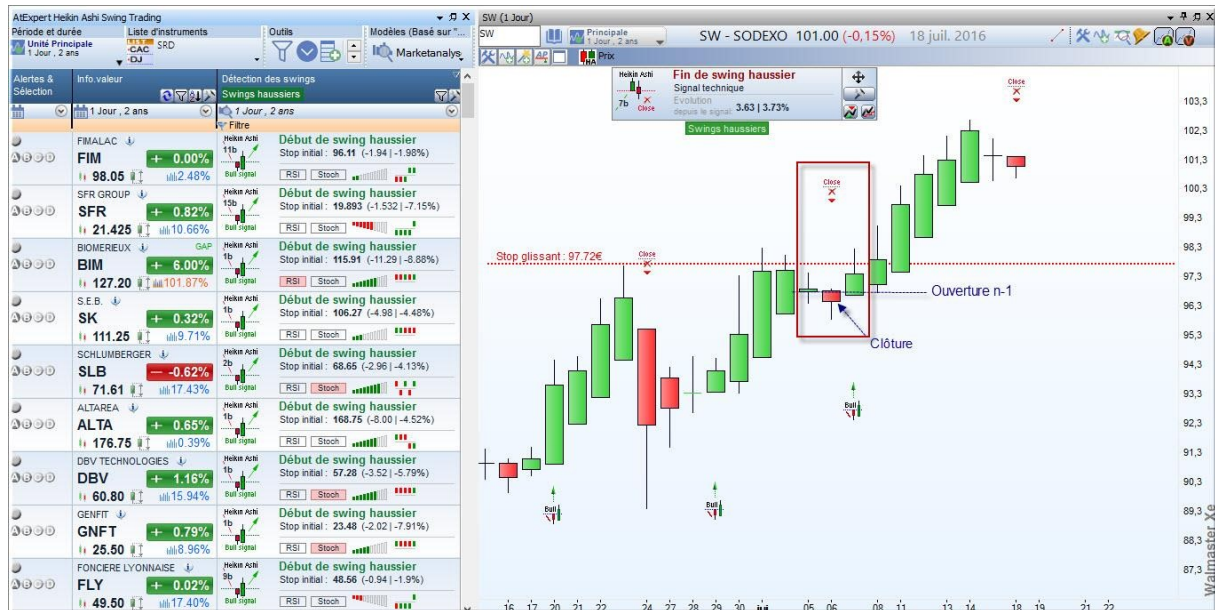 AtExpert Heikin Ashi Swing Trading
Période et durée Liste d'instruments Outils Modèles (Basé sur "...
Unité Principale
1 Jour , 2 ans
LIST
-CAC
-DJ
SRD
Marketanalys
Alertes & Sélection
Info.valeur
Détection des swings
Swings haussiers
1 Jour , 2 ans
1 Jour , 2 ans
Filtre
FIMALAC
FIM + 0.00%
98.05 2.48%
Heikin Ashi
11b
Bull signal
Début de swing haussier
Stop initial : 96.11 (-1.94 | -1.98%)
RSI Stoch
SFR GROUP
SFR + 0.82%
21.425 10.66%
Heikin Ashi
15b
Bull signal
Début de swing haussier
Stop initial : 19.893 (-1.532 | -7.15%)
RSI Stoch
BIOMERIEUX GAP
BIM + 6.00%
127.20 101.87%
Heikin Ashi
1b
Bull signal
Début de swing haussier
Stop initial : 115.91 (-11.29 | -8.88%)
RSI Stoch
S.E.B.
SK + 0.32%
111.25 9.71%
Heikin Ashi
1b
Bull signal
Début de swing haussier
Stop initial : 106.27 (-4.98 | -4.48%)
RSI Stoch
SCHLUMBERGER
SLB — -0.62%
71.61 17.43%
Heikin Ashi
2b
Bull signal
Début de swing haussier
Stop initial : 68.65 (-2.96 | -4.13%)
RSI Stoch
ALTAREA
ALTA + 0.65%
176.75 0.39%
Heikin Ashi
1b
Bull signal
Début de swing haussier
Stop initial : 168.75 (-8.00 | -4.52%)
RSI Stoch
DBV TECHNOLOGIES
DBV + 1.16%
60.80 15.94%
Heikin Ashi
1b
Bull signal
Début de swing haussier
Stop initial : 57.28 (-3.52 | -5.79%)
RSI Stoch
GENFIT
GNFT + 0.79%
25.50 8.96%
Heikin Ashi
1b
Bull signal
Début de swing haussier
Stop initial : 23.48 (-2.02 | -7.91%)
RSI Stoch
FONCIERE LYONNAISE
FLY + 0.02%
49.50 17.40%
Heikin Ashi
9b
Bull signal
Début de swing haussier
Stop initial : 48.56 (-0.94 | -1.9%)
RSI Stoch
SW (1 Jour)
SW
Principale
1 Jour , 2 ans
SW - SODEXO 101.00 (-0,15%) 18 juil. 2016
HA Prix
Heikin Ashi
7b Close
Fin de swing haussier
Signal technique
Evolution depuis le signal 3.63 | 3.73%
Swings haussiers
Close
Close
Close
Stop glissant : 97.72€
Ouverture n-1
Clôture
Bull
Bull
Bull
103,3
102,3
101,3
100,3
99,3
98,3
97,3
96,3
95,3
94,3
93,3
92,3
91,3
90,3
89,3
88,3
87,3
Walmaster Xe
16 17 20 21 22 24 27 28 29 30 jui 05 06 08 11 13 14 18 19 21 22